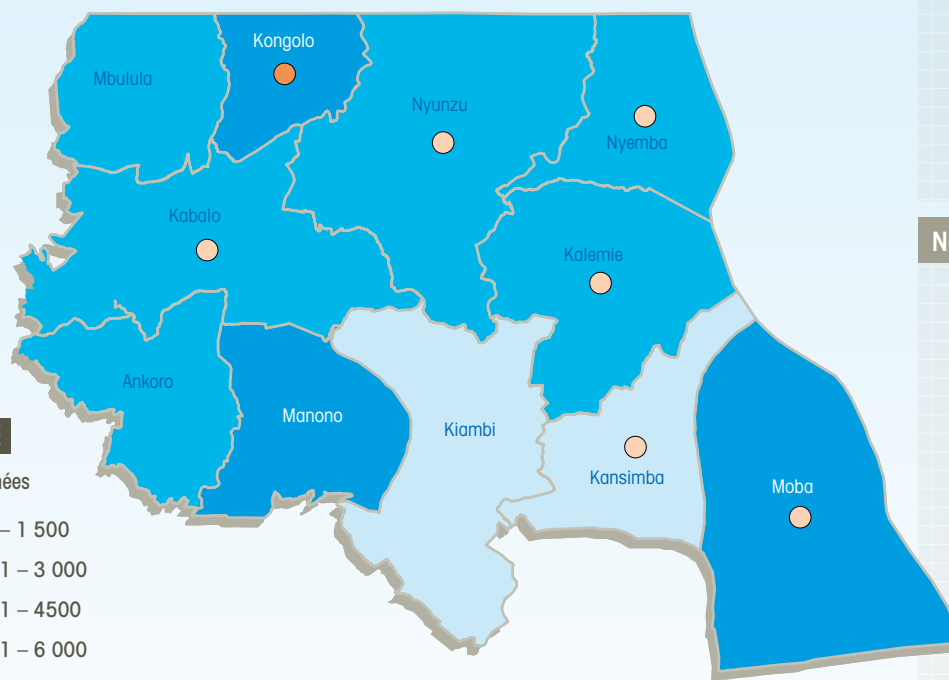 Kongolo
Mbulula
Nyunzu
Nyemba
Kabalo
Kalemie
Ankoro
Manono
Kiambi
Kansimba
Moba
N
– 1 500
1 – 3 000
1 – 4500
1 – 6 000